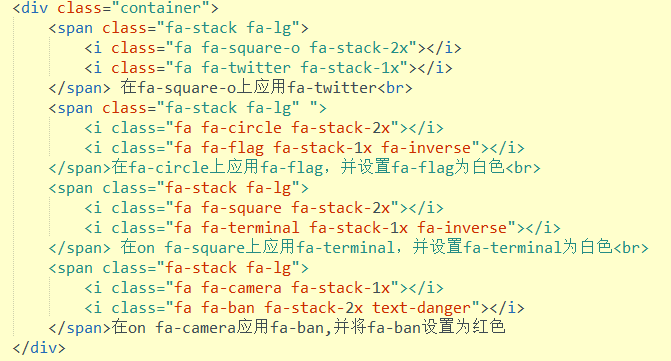 <div class="container">
<span class="fa-stack fa-lg">
<i class="fa fa-square-o fa-stack-2x"></i>
<i class="fa fa-twitter fa-stack-1x"></i>
</span> 在fa-square-o上应用fa-twitter<br>
<span class="fa-stack fa-lg" ">
<i class="fa fa-circle fa-stack-2x"></i>
<i class="fa fa-flag fa-stack-1x fa-inverse"></i>
</span>在fa-circle上应用fa-flag，并设置fa-flag为白色<br>
<span class="fa-stack fa-lg">
<i class="fa fa-square fa-stack-2x"></i>
<i class="fa fa-terminal fa-stack-1x fa-inverse"></i>
</span> 在on fa-square上应用fa-terminal，并设置fa-terminal为白色<br>
<span class="fa-stack fa-lg">
<i class="fa fa-camera fa-stack-1x"></i>
<i class="fa fa-ban fa-stack-2x text-danger"></i>
</span>在on fa-camera应用fa-ban,并将fa-ban设置为红色
</div>